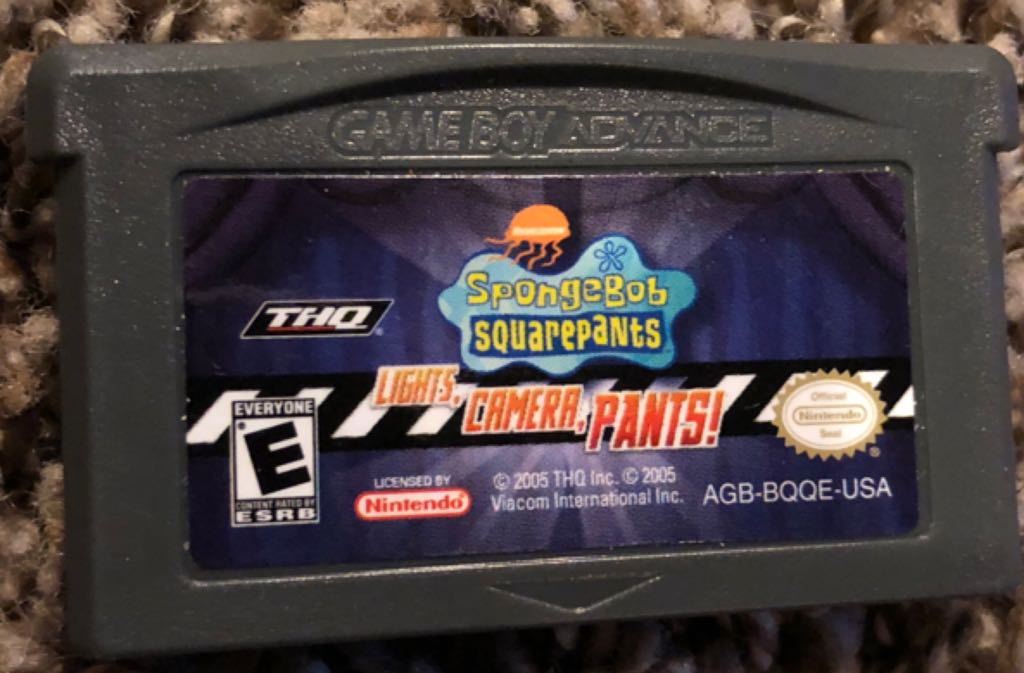 GAME BOY ADVANCE
nickelodeon
SpongeBob
SQUAREPANTS
THQ
LIGHTS, CAMERA, PANTS!
EVERYONE
E
CONTENT RATED BY
ESRB
LICENSED BY
Nintendo®
© 2005 THQ Inc. © 2005
Viacom International Inc.
Official
Nintendo
Seal
AGB-BQQE-USA